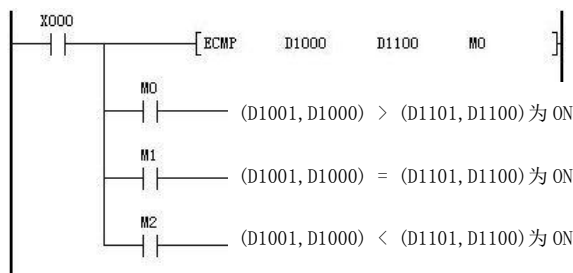 X000
[ECMP D1000 D1100 M0 ]
M0
(D1001,D1000) > (D1101,D1100)为 ON
M1
(D1001,D1000) = (D1101,D1100)为 ON
M2
(D1001,D1000) < (D1101,D1100)为 ON